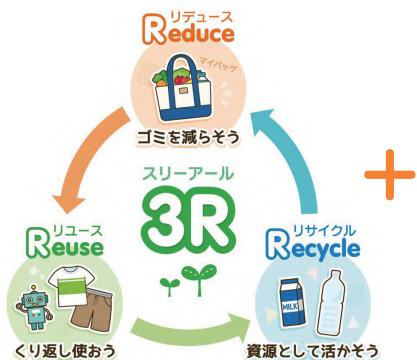 リデュース
Reduce
マイバッグ
ゴミを減らそう
スリーアール
3R
リユース
Reuse
くり返し使おう
リサイクル
Recycle
MILK
資源として活かそう